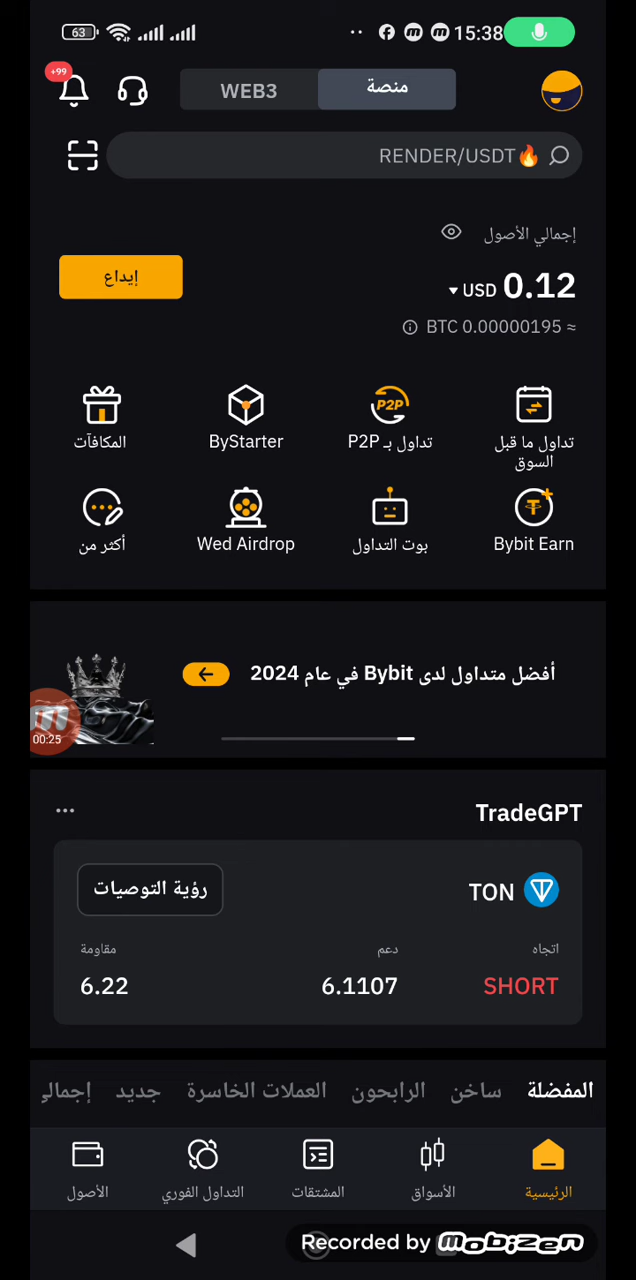 63
15:38
+99
WEB3
منصة
RENDER/USDT🔥
إجمالي الأصول
0.12 USD
≈ 0.00000195 BTC
إيداع
تداول ما قبل السوق
تداول بـ P2P
P2P
ByStarter
المكافآت
Bybit Earn
بوت التداول
Wed Airdrop
أكثر من
أفضل متداول لدى Bybit في عام 2024
00:25
TradeGPT
TON
رؤية التوصيات
اتجاه
دعم
مقاومة
SHORT
6.1107
6.22
المفضلة
ساخن
الرابحون
العملات الخاسرة
جديد
إجمالي
الرئيسية
الأسواق
المشتقات
التداول الفوري
الأصول
Recorded by mobizen